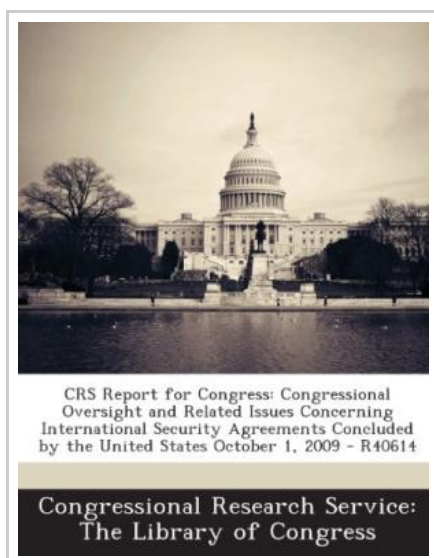 CRS Report for Congress: Congressional
Oversight and Related Issues Concerning
International Security Agreements Concluded
by the United States October 1, 2009 - R40614
Congressional Research Service:
The Library of Congress